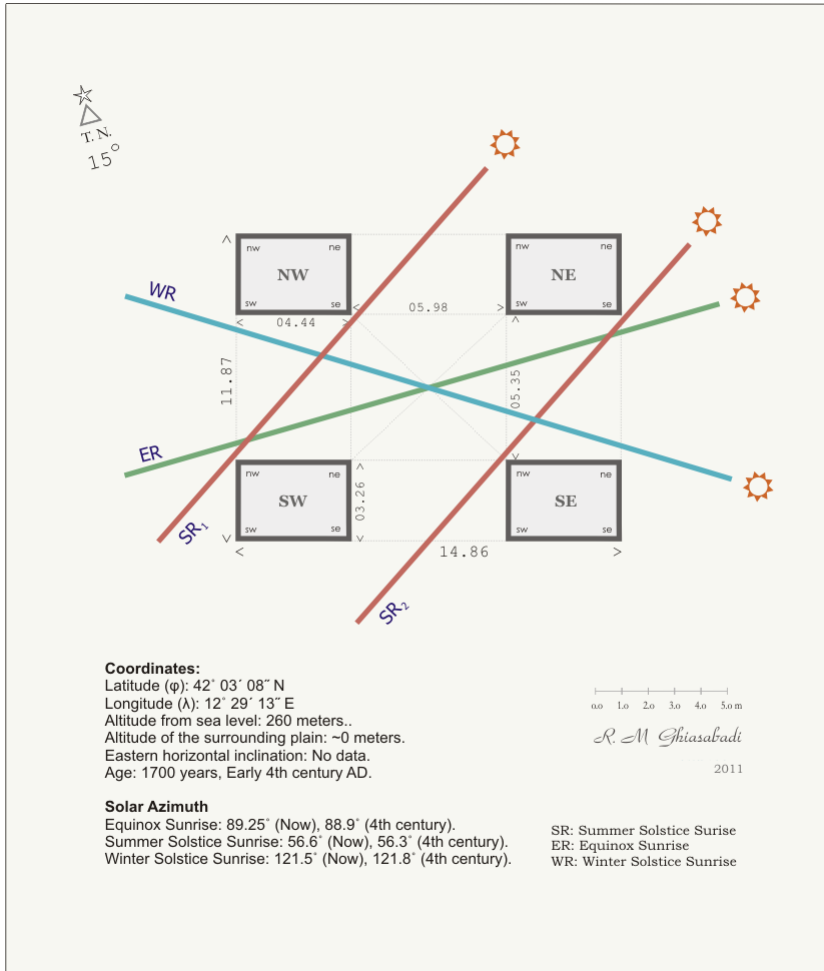 T. N.
15°
nw ne
NW
sw se
nw ne
NE
sw se
WR
04.44
05.98
11.87
05.35
ER
nw ne
SW
sw se
03.26
nw ne
SE
sw se
SR₁
14.86
SR₂
Coordinates:
Latitude (φ): 42° 03´ 08˝ N
Longitude (λ): 12° 29´ 13˝ E
Altitude from sea level: 260 meters..
Altitude of the surrounding plain: ~0 meters.
Eastern horizontal inclination: No data.
Age: 1700 years, Early 4th century AD.
0.0 1.0 2.0 3.0 4.0 5.0 m
R. M Ghiasabadi
2011
Solar Azimuth
Equinox Sunrise: 89.25° (Now), 88.9° (4th century).
Summer Solstice Sunrise: 56.6° (Now), 56.3° (4th century).
Winter Solstice Sunrise: 121.5° (Now), 121.8° (4th century).
SR: Summer Solstice Surise
ER: Equinox Sunrise
WR: Winter Solstice Sunrise